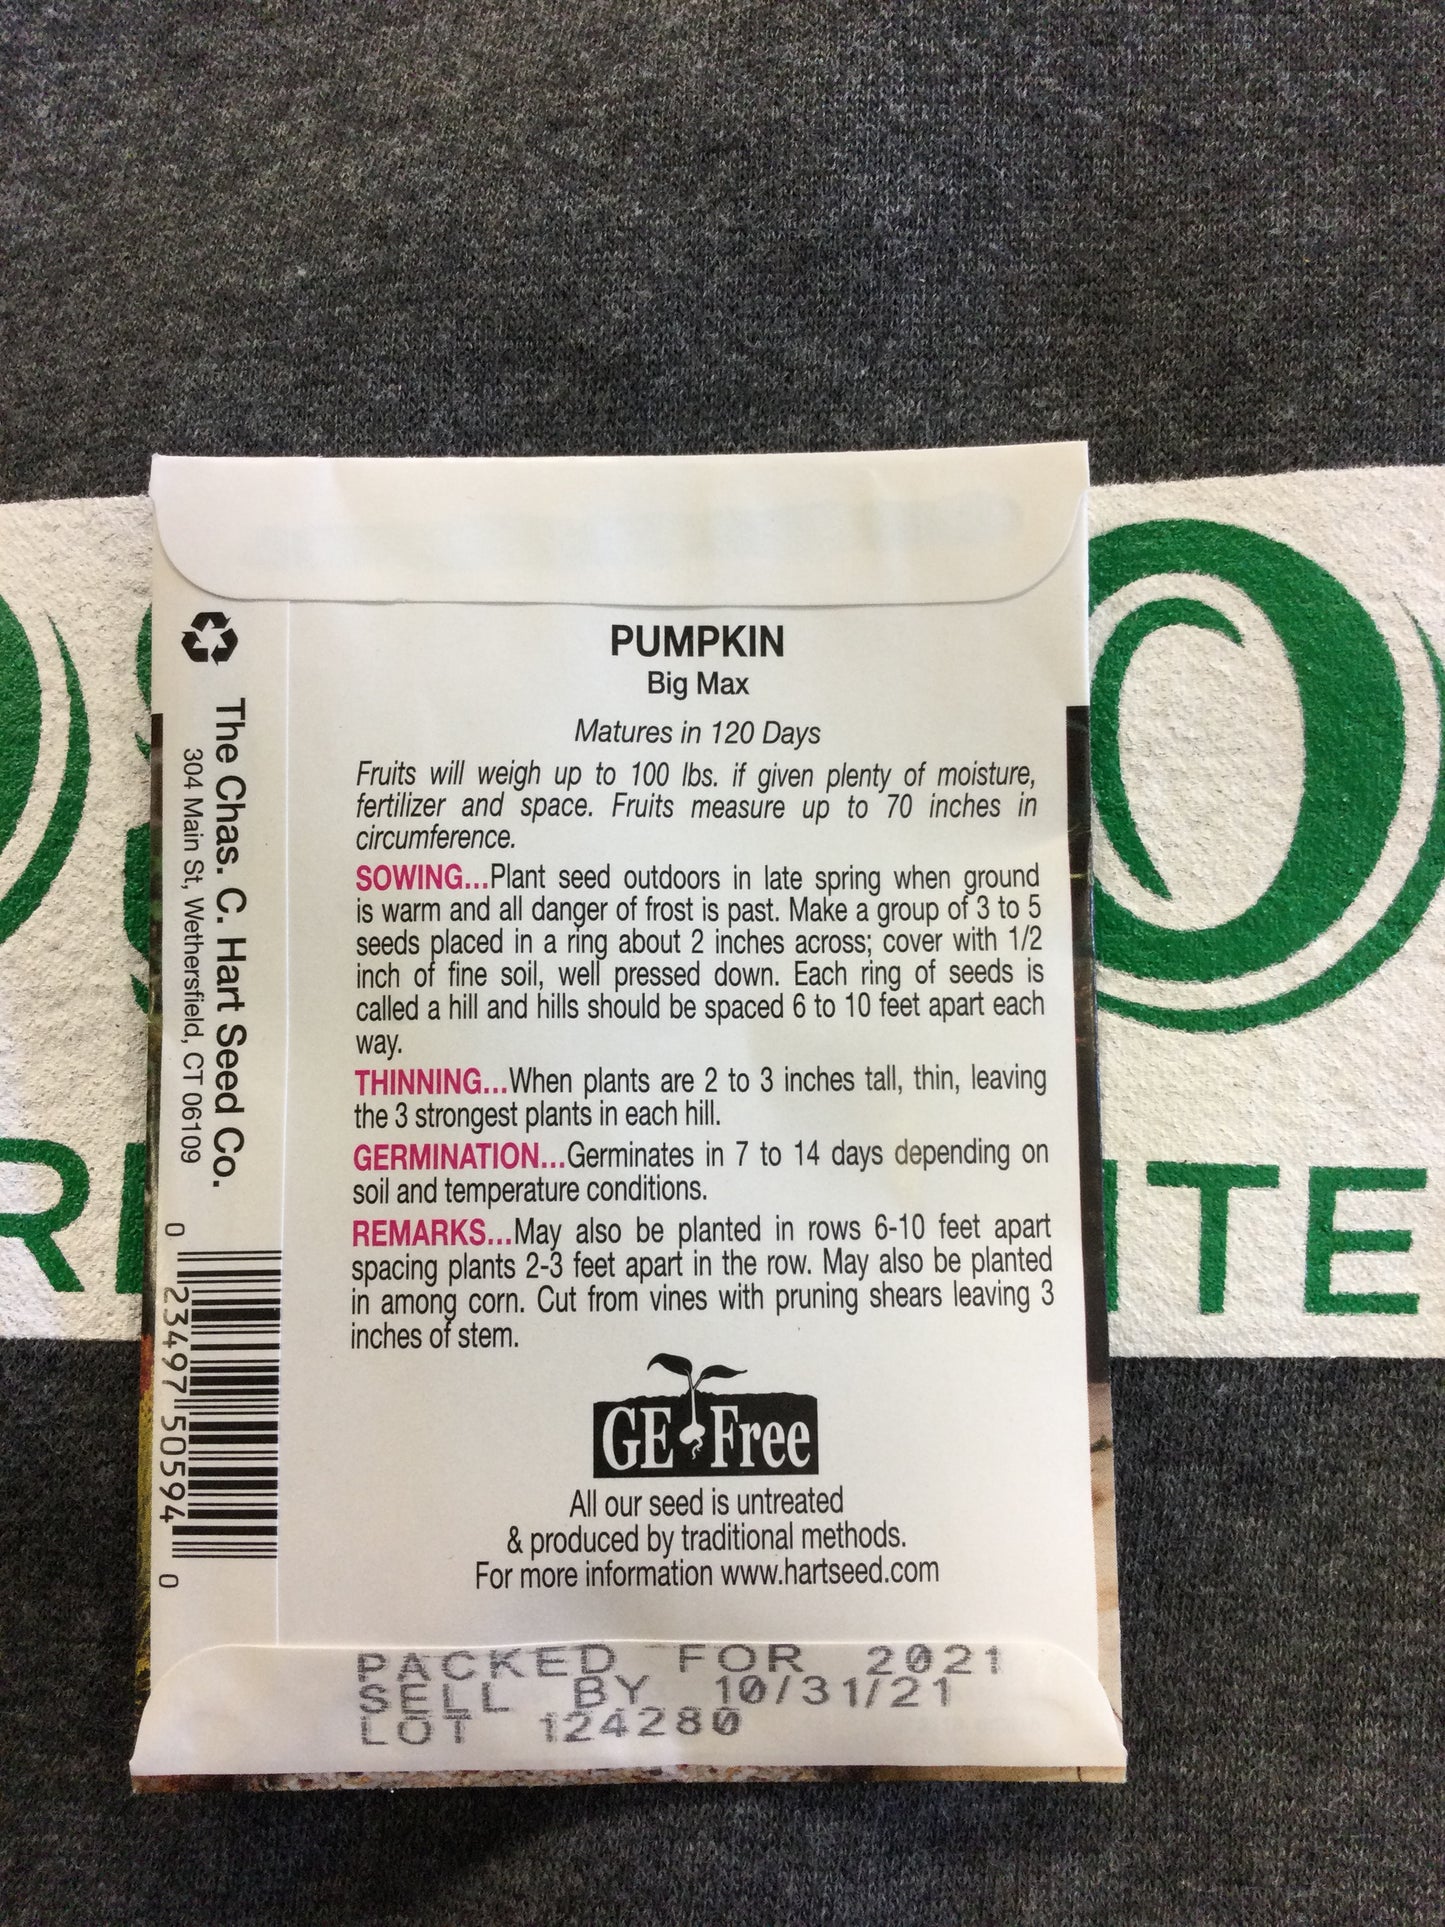 PUMPKIN
Big Max
Matures in 120 Days
Fruits will weigh up to 100 lbs. if given plenty of moisture,
fertilizer and space. Fruits measure up to 70 inches in
circumference.
SOWING...Plant seed outdoors in late spring when ground
is warm and all danger of frost is past. Make a group of 3 to 5
seeds placed in a ring about 2 inches across; cover with 1/2
inch of fine soil, well pressed down. Each ring of seeds is
called a hill and hills should be spaced 6 to 10 feet apart each
way.
THINNING...When plants are 2 to 3 inches tall, thin, leaving
the 3 strongest plants in each hill.
GERMINATION...Germinates in 7 to 14 days depending on
soil and temperature conditions.
REMARKS...May also be planted in rows 6-10 feet apart
spacing plants 2-3 feet apart in the row. May also be planted
in among corn. Cut from vines with pruning shears leaving 3
inches of stem.
GE Free
All our seed is untreated
& produced by traditional methods.
For more information www.hartseed.com
PACKED FOR 2021
SELL BY 10/31/21
LOT 124280
The Chas. C. Hart Seed Co.
304 Main St, Wethersfield, CT 06109
0 23497 50594 0